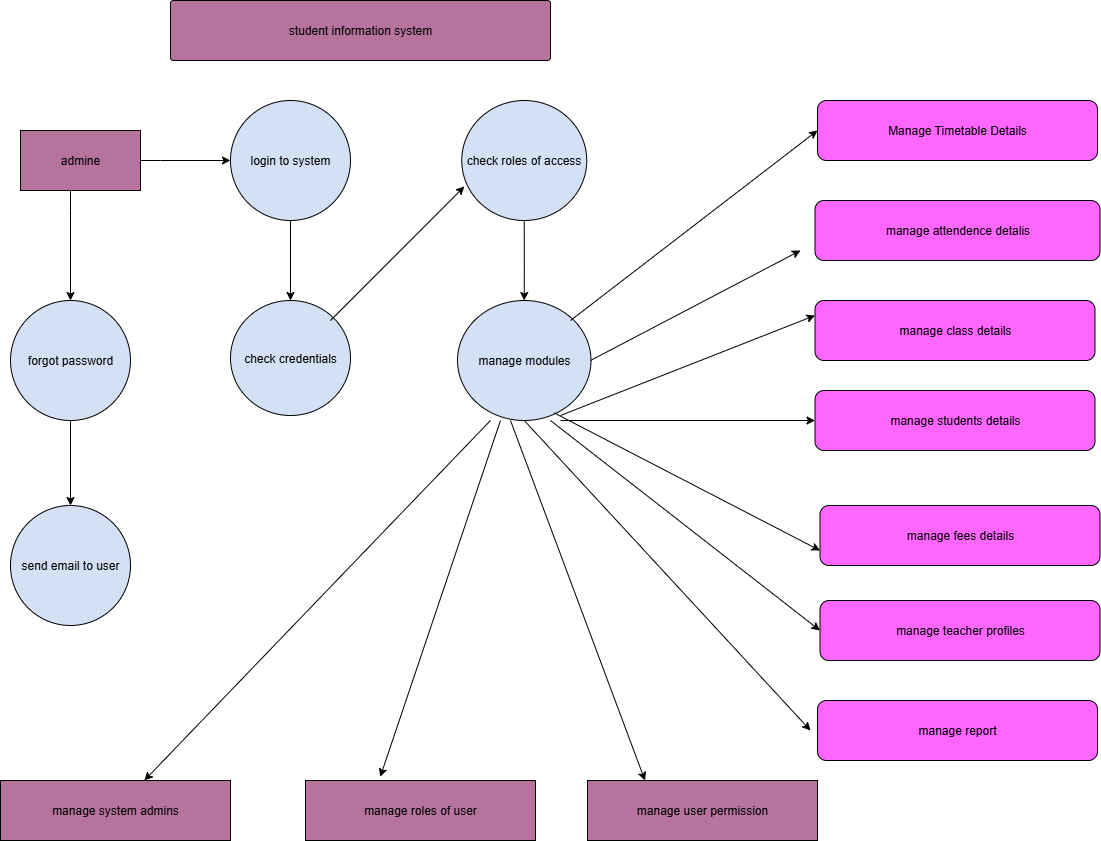 student information system
admine
login to system
check roles of access
Manage Timetable Details
manage attendence detalis
forgot password
check credentials
manage modules
manage class details
manage students details
send email to user
manage fees details
manage teacher profiles
manage report
manage system admins
manage roles of user
manage user permission